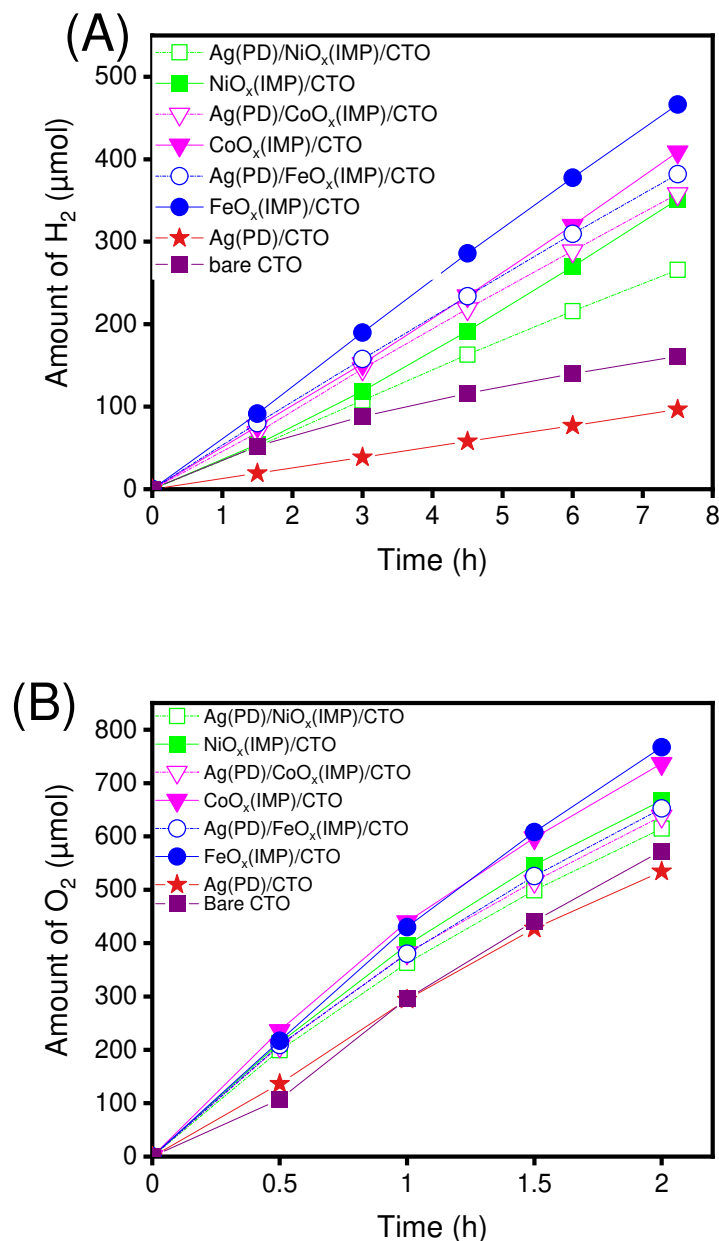 (A)
Ag(PD)/NiOₓ(IMP)/CTO
NiOₓ(IMP)/CTO
Ag(PD)/CoOₓ(IMP)/CTO
CoOₓ(IMP)/CTO
Ag(PD)/FeOₓ(IMP)/CTO
FeOₓ(IMP)/CTO
Ag(PD)/CTO
bare CTO
500
400
300
200
100
0
Amount of H₂ (µmol)
0 1 2 3 4 5 6 7 8
Time (h)
(B)
Ag(PD)/NiOₓ(IMP)/CTO
NiOₓ(IMP)/CTO
Ag(PD)/CoOₓ(IMP)/CTO
CoOₓ(IMP)/CTO
Ag(PD)/FeOₓ(IMP)/CTO
FeOₓ(IMP)/CTO
Ag(PD)/CTO
Bare CTO
800
700
600
500
400
300
200
100
0
Amount of O₂ (µmol)
0 0.5 1 1.5 2
Time (h)